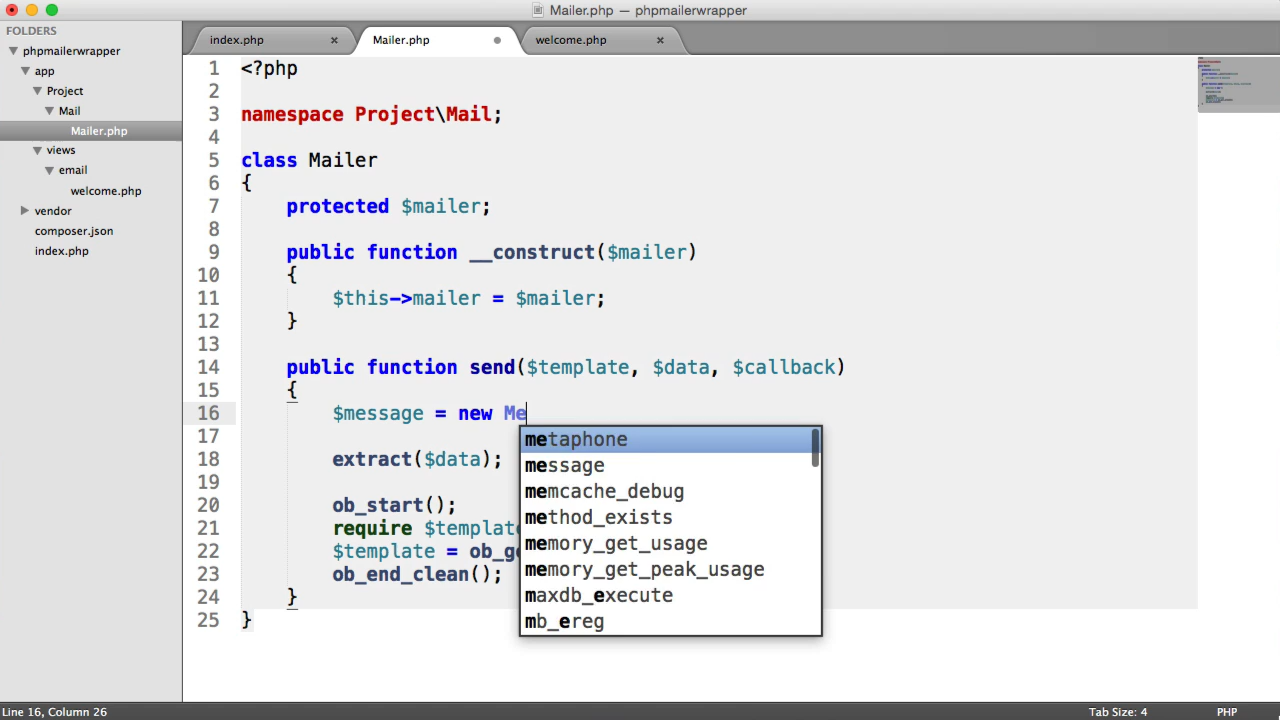 Mailer.php — phpmailerwrapper
FOLDERS
phpmailerwrapper
app
Project
Mail
Mailer.php
views
email
welcome.php
vendor
composer.json
index.php
index.php × Mailer.php welcome.php ×
1 <?php
2
3 namespace Project\Mail;
4
5 class Mailer
6 {
7 protected $mailer;
8
9 public function __construct($mailer)
10 {
11 $this->mailer = $mailer;
12 }
13
14 public function send($template, $data, $callback)
15 {
16 $message = new Me
17
18 extract($data);
19
20 ob_start();
21 require $template
22 $template = ob_g
23 ob_end_clean();
24 }
25 }
metaphone
message
memcache_debug
method_exists
memory_get_usage
memory_get_peak_usage
maxdb_execute
mb_ereg
Line 16, Column 26
Tab Size: 4
PHP